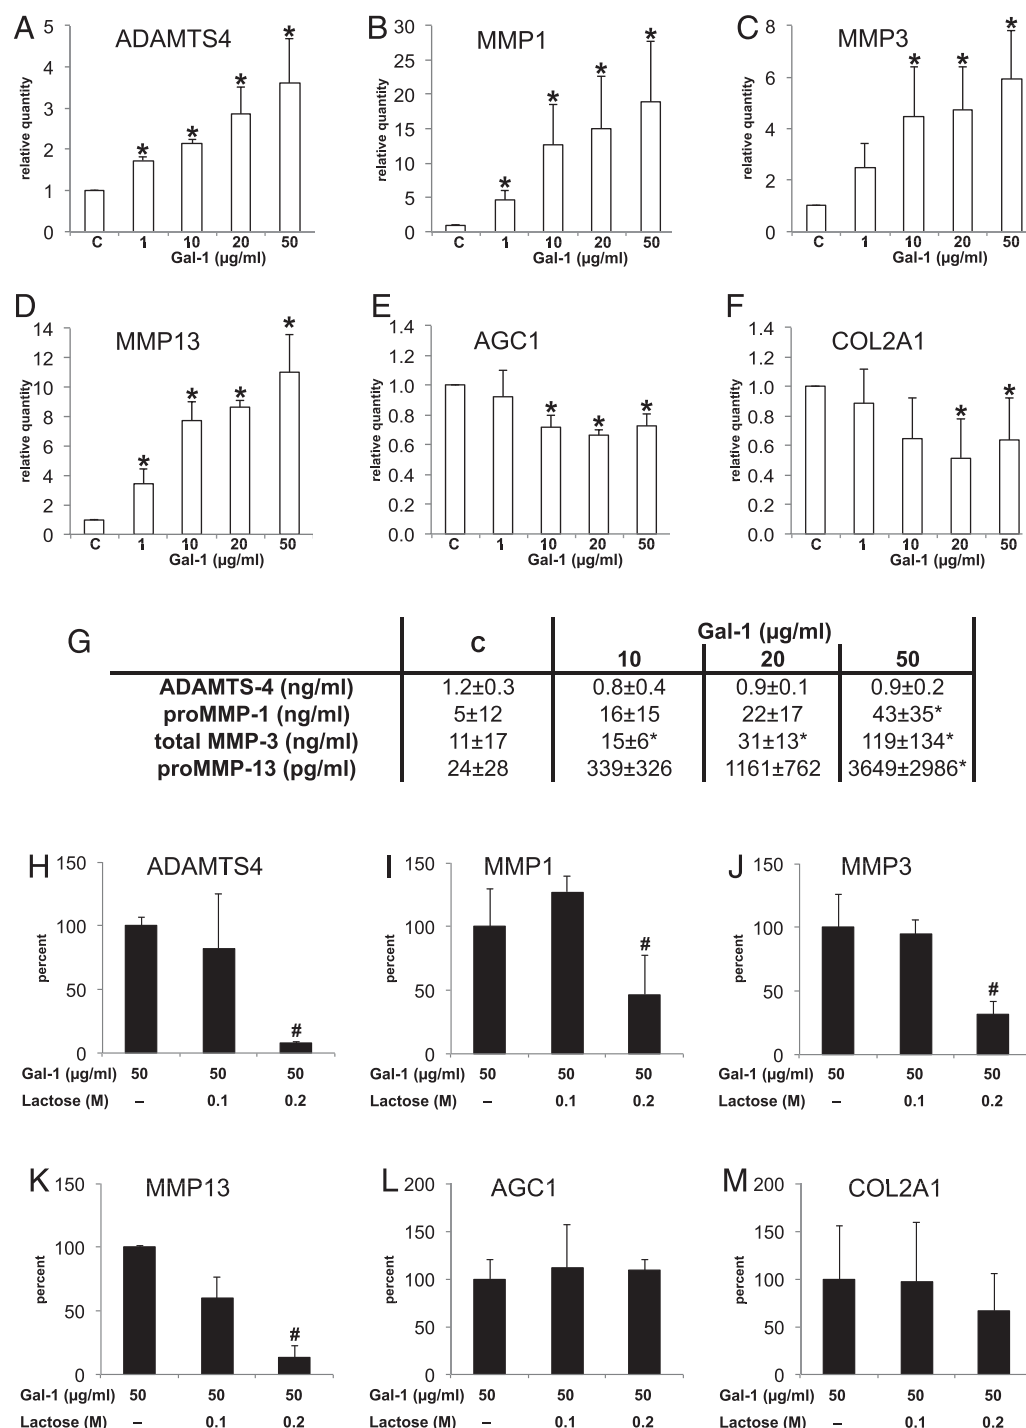 A ADAMTS4
relative quantity
5
4
3
2
1
0
* * * *
C 1 10 20 50
Gal-1 (µg/ml)
B MMP1
relative quantity
30
25
20
15
10
5
0
* * * *
C 1 10 20 50
Gal-1 (µg/ml)
C MMP3
relative quantity
8
6
4
2
0
* * *
C 1 10 20 50
Gal-1 (µg/ml)
D MMP13
relative quantity
14
12
10
8
6
4
2
0
* * * *
C 1 10 20 50
Gal-1 (µg/ml)
E AGC1
relative quantity
1.4
1.2
1.0
0.8
0.6
0.4
0.2
0.0
* * *
C 1 10 20 50
Gal-1 (µg/ml)
F COL2A1
relative quantity
1.4
1.2
1.0
0.8
0.6
0.4
0.2
0.0
* *
C 1 10 20 50
Gal-1 (µg/ml)
G
C Gal-1 (µg/ml)
10 20 50
ADAMTS-4 (ng/ml) 1.2±0.3 0.8±0.4 0.9±0.1 0.9±0.2
proMMP-1 (ng/ml) 5±12 16±15 22±17 43±35*
total MMP-3 (ng/ml) 11±17 15±6* 31±13* 119±134*
proMMP-13 (pg/ml) 24±28 339±326 1161±762 3649±2986*
H ADAMTS4
percent
150
100
50
0
#
Gal-1 (µg/ml) 50 50 50
Lactose (M) – 0.1 0.2
I MMP1
percent
150
100
50
0
#
Gal-1 (µg/ml) 50 50 50
Lactose (M) – 0.1 0.2
J MMP3
percent
150
100
50
0
#
Gal-1 (µg/ml) 50 50 50
Lactose (M) – 0.1 0.2
K MMP13
percent
150
100
50
0
#
Gal-1 (µg/ml) 50 50 50
Lactose (M) – 0.1 0.2
L AGC1
percent
200
150
100
50
0
Gal-1 (µg/ml) 50 50 50
Lactose (M) – 0.1 0.2
M COL2A1
percent
200
150
100
50
0
Gal-1 (µg/ml) 50 50 50
Lactose (M) – 0.1 0.2